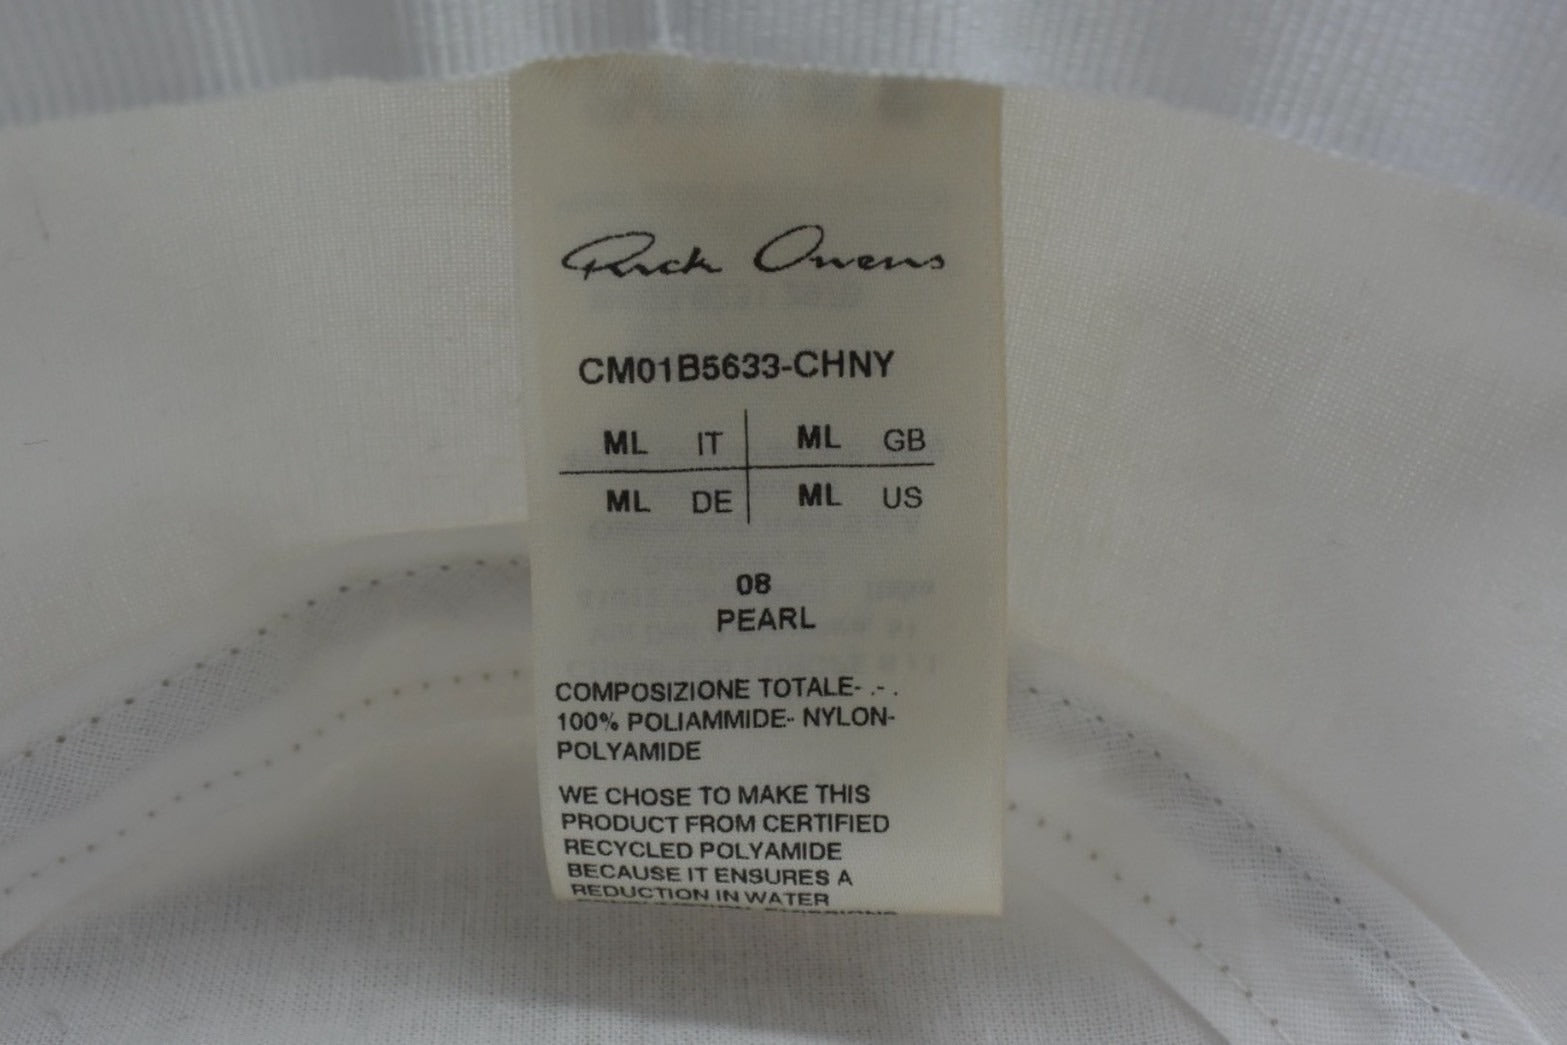 Rick Owens
CM01B5633-CHNY
ML IT ML GB
ML DE ML US
08
PEARL
COMPOSIZIONE TOTALE- .- .
100% POLIAMMIDE- NYLON-
POLYAMIDE
WE CHOSE TO MAKE THIS
PRODUCT FROM CERTIFIED
RECYCLED POLYAMIDE
BECAUSE IT ENSURES A
REDUCTION IN WATER